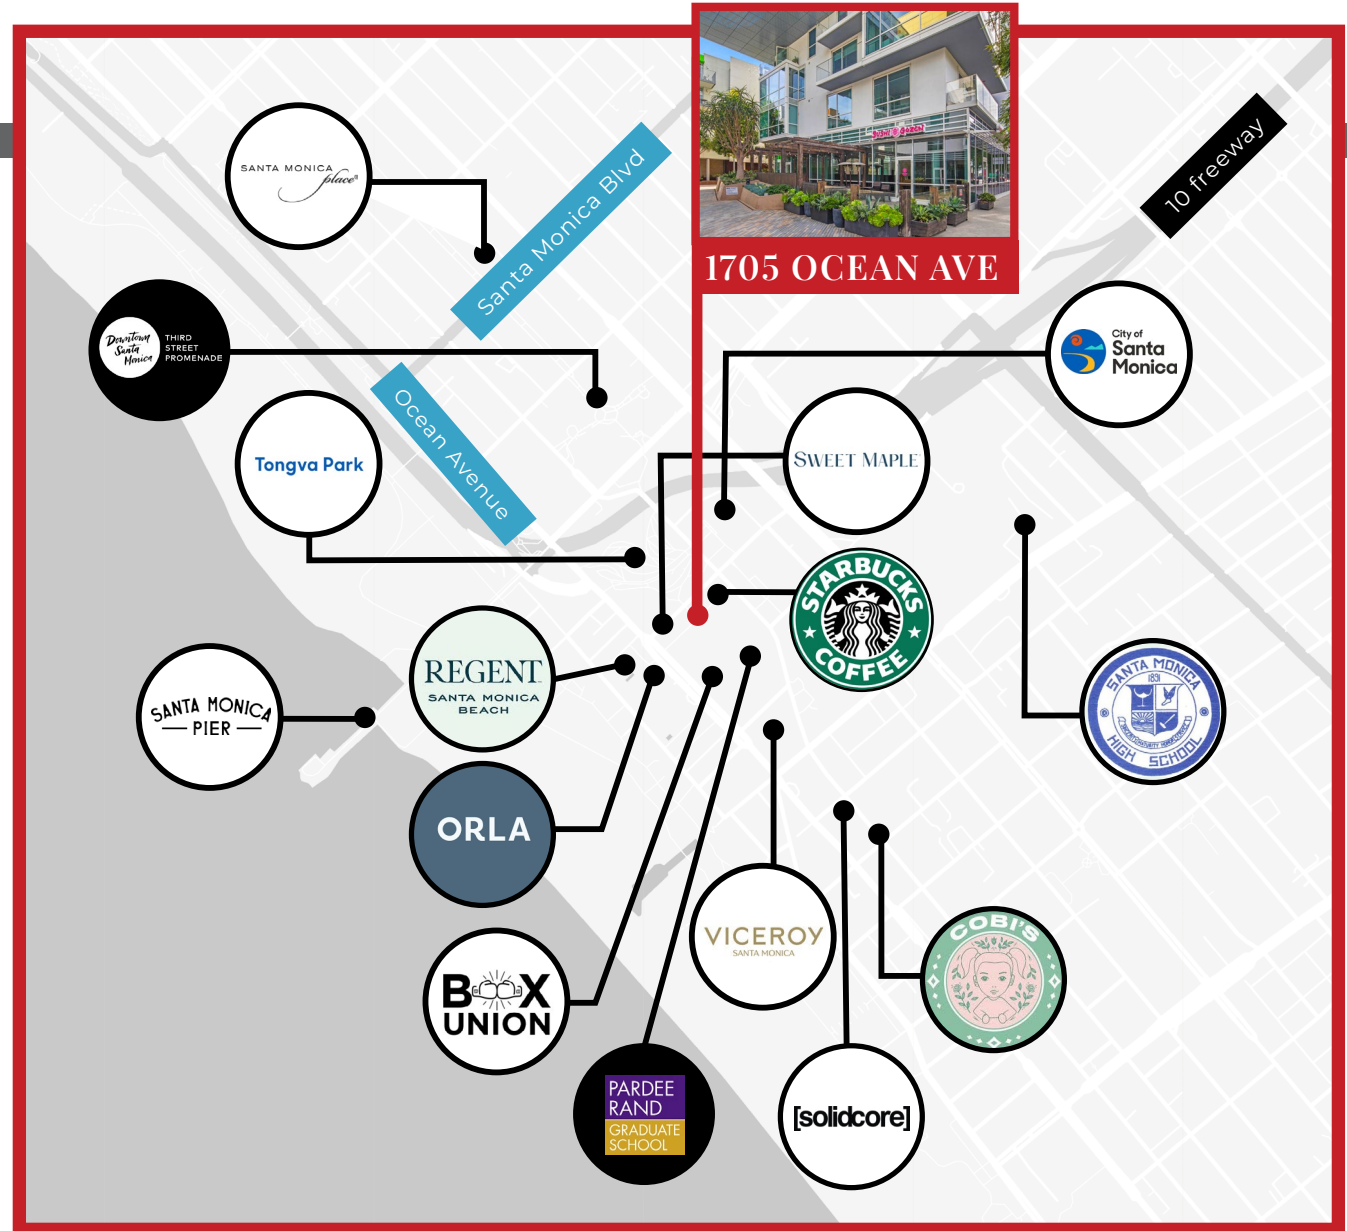 SUSHI GOZEN
1705 OCEAN AVE
SANTA MONICA
place®
Santa Monica Blvd
10 freeway
Downtown
Santa
Monica
THIRD
STREET
PROMENADE
City of
Santa
Monica
Ocean Avenue
Tongva Park
SWEET MAPLE
STARBUCKS
COFFEE
REGENT
SANTA MONICA
BEACH
SANTA MONICA
PIER
SANTA MONICA
1891
HIGH SCHOOL
ORLA
VICEROY
SANTA MONICA
COBI'S
BOX
UNION
PARDEE
RAND
GRADUATE
SCHOOL
[solidcore]